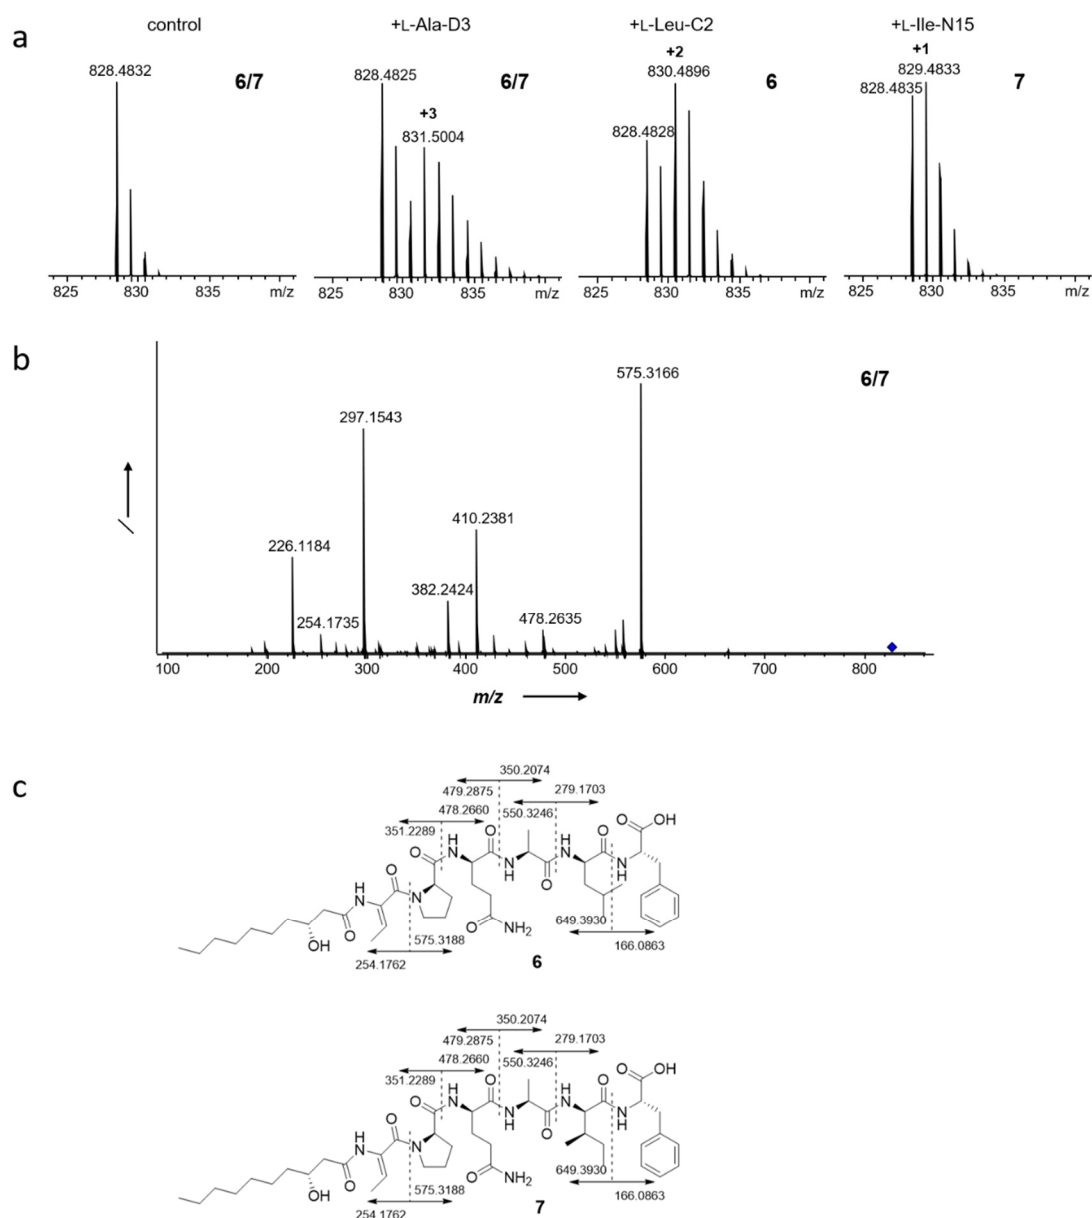 a
control
+L-Ala-D3
+L-Leu-C2
+L-Ile-N15
828.4832
6/7
828.4825
+3
831.5004
6/7
+2
830.4896
828.4828
6
+1
829.4833
828.4835
7
825 830 835 m/z
825 830 835 m/z
825 830 835 m/z
825 830 835 m/z
b
6/7
575.3166
297.1543
410.2381
226.1184
382.2424
254.1735
478.2635
I
100 200 300 400 500 600 700 800
m/z
c
350.2074
479.2875
279.1703
478.2660
550.3246
351.2289
O OH
H N O H N O H N O
O N H O N H
H N O N
O O NH2
OH
649.3930
166.0863
575.3188
254.1762
6
350.2074
479.2875
279.1703
478.2660
550.3246
351.2289
O OH
H N O H N O H N O
O N H O N H
H N O N
O O NH2
OH
649.3930
166.0863
575.3188
254.1762
7